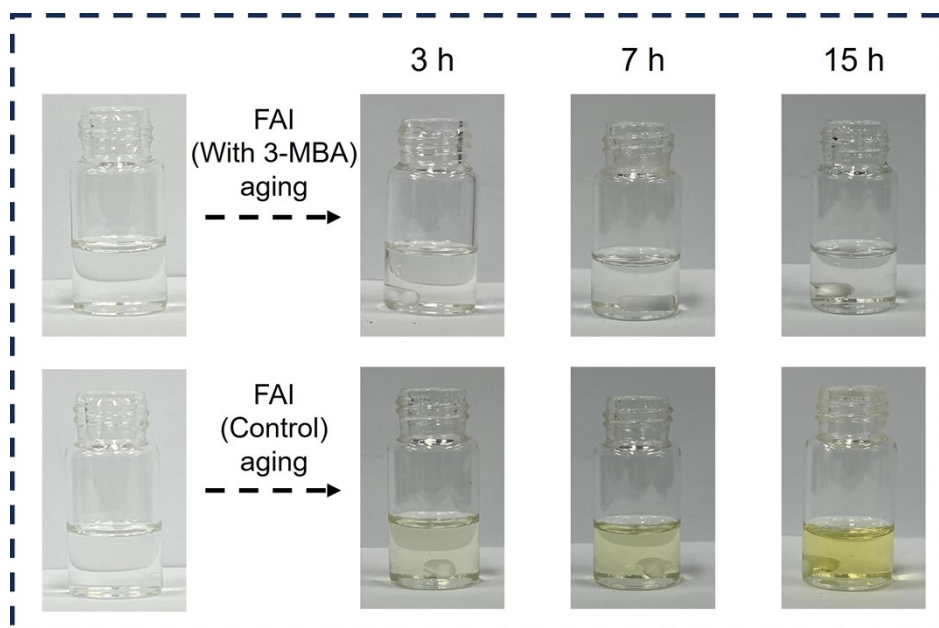 3 h
7 h
15 h
FAI
(With 3-MBA)
aging
FAI
(Control)
aging